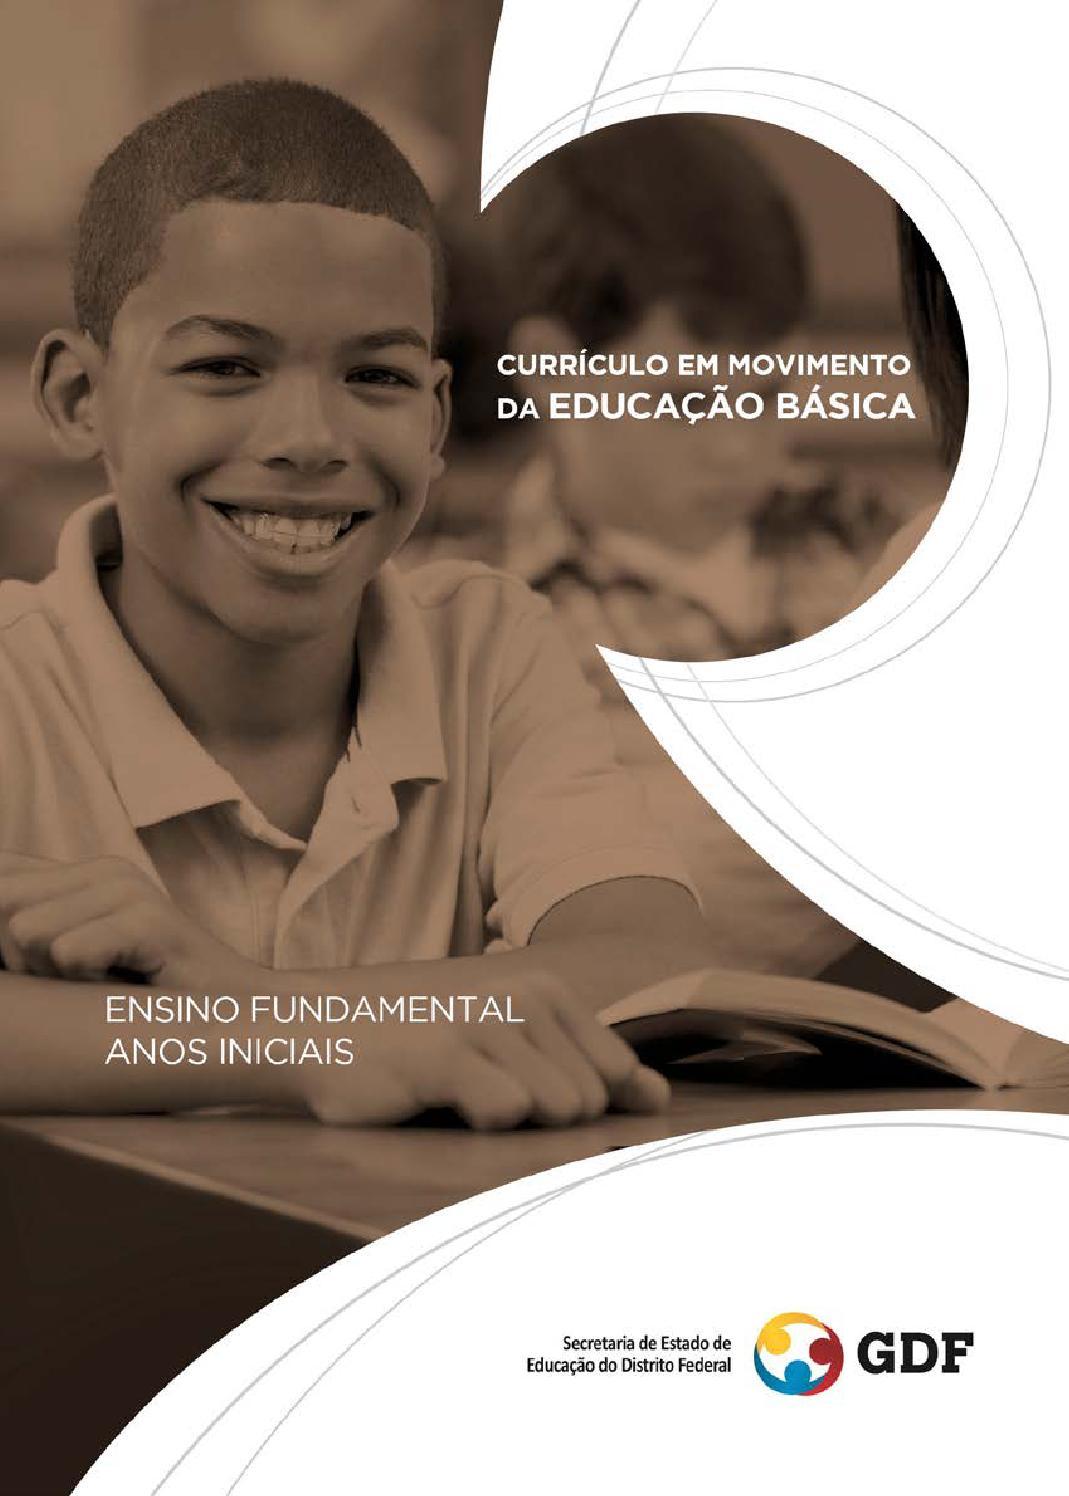 CURRÍCULO EM MOVIMENTO
DA EDUCAÇÃO BÁSICA
ENSINO FUNDAMENTAL
ANOS INICIAIS
Secretaria de Estado de
Educação do Distrito Federal
GDF